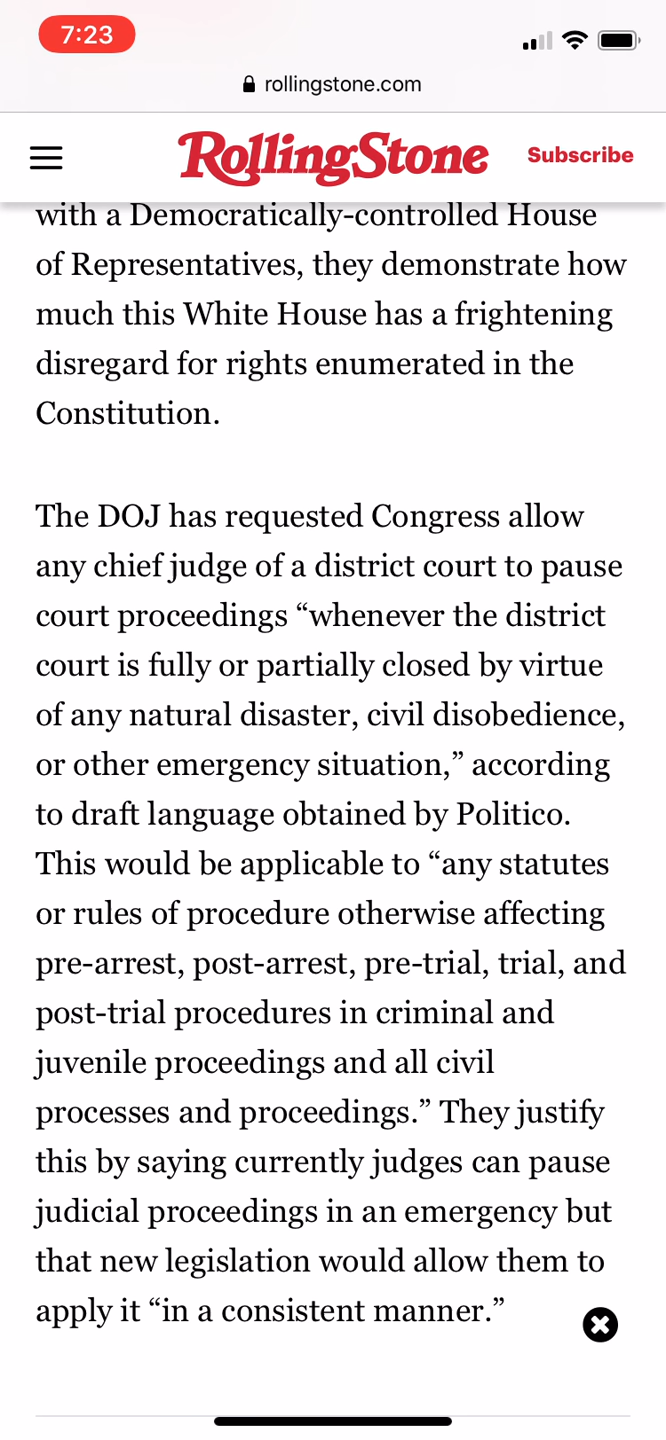 7:23
rollingstone.com
RollingStone
Subscribe
with a Democratically-controlled House
of Representatives, they demonstrate how
much this White House has a frightening
disregard for rights enumerated in the
Constitution.
The DOJ has requested Congress allow
any chief judge of a district court to pause
court proceedings “whenever the district
court is fully or partially closed by virtue
of any natural disaster, civil disobedience,
or other emergency situation,” according
to draft language obtained by Politico.
This would be applicable to “any statutes
or rules of procedure otherwise affecting
pre-arrest, post-arrest, pre-trial, trial, and
post-trial procedures in criminal and
juvenile proceedings and all civil
processes and proceedings.” They justify
this by saying currently judges can pause
judicial proceedings in an emergency but
that new legislation would allow them to
apply it “in a consistent manner.”